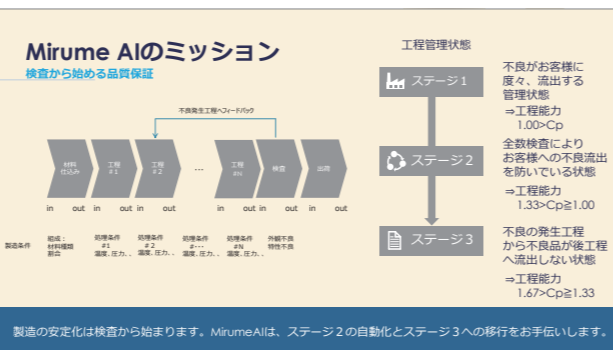 Mirume AIのミッション
検査から始める品質保証
不良発生工程へフィードバック
材料
仕込み
工程
#1
工程
#2
…
工程
#N
検査
出荷
in out in out in out in out in out in out
製造条件
組成：
材料種類
割合
処理条件
#1
温度、圧力、、
処理条件
#2
温度、圧力、、
処理条件
#…
温度、圧力、、
処理条件
#N
温度、圧力、、
外観不良
特性不良
工程管理状態
ステージ1
不良がお客様に
度々、流出する
管理状態
⇒工程能力
1.00>Cp
ステージ2
全数検査により
お客様への不良流出
を防いでいる状態
⇒工程能力
1.33>Cp≧1.00
ステージ3
不良の発生工程
から不良品が後工程
へ流出しない状態
⇒工程能力
1.67>Cp≧1.33
製造の安定化は検査から始まります。MirumeAIは、ステージ2の自動化とステージ3への移行をお手伝いします。